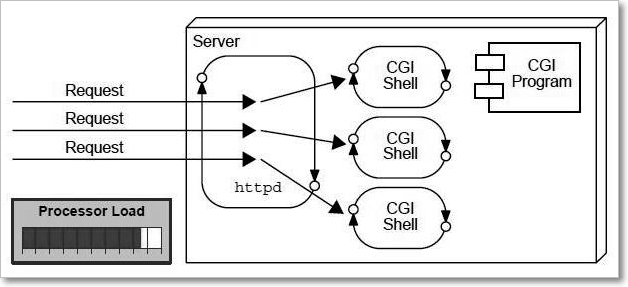 Server
CGI
Shell
CGI
Program
Request
Request
Request
CGI
Shell
httpd
CGI
Shell
Processor Load